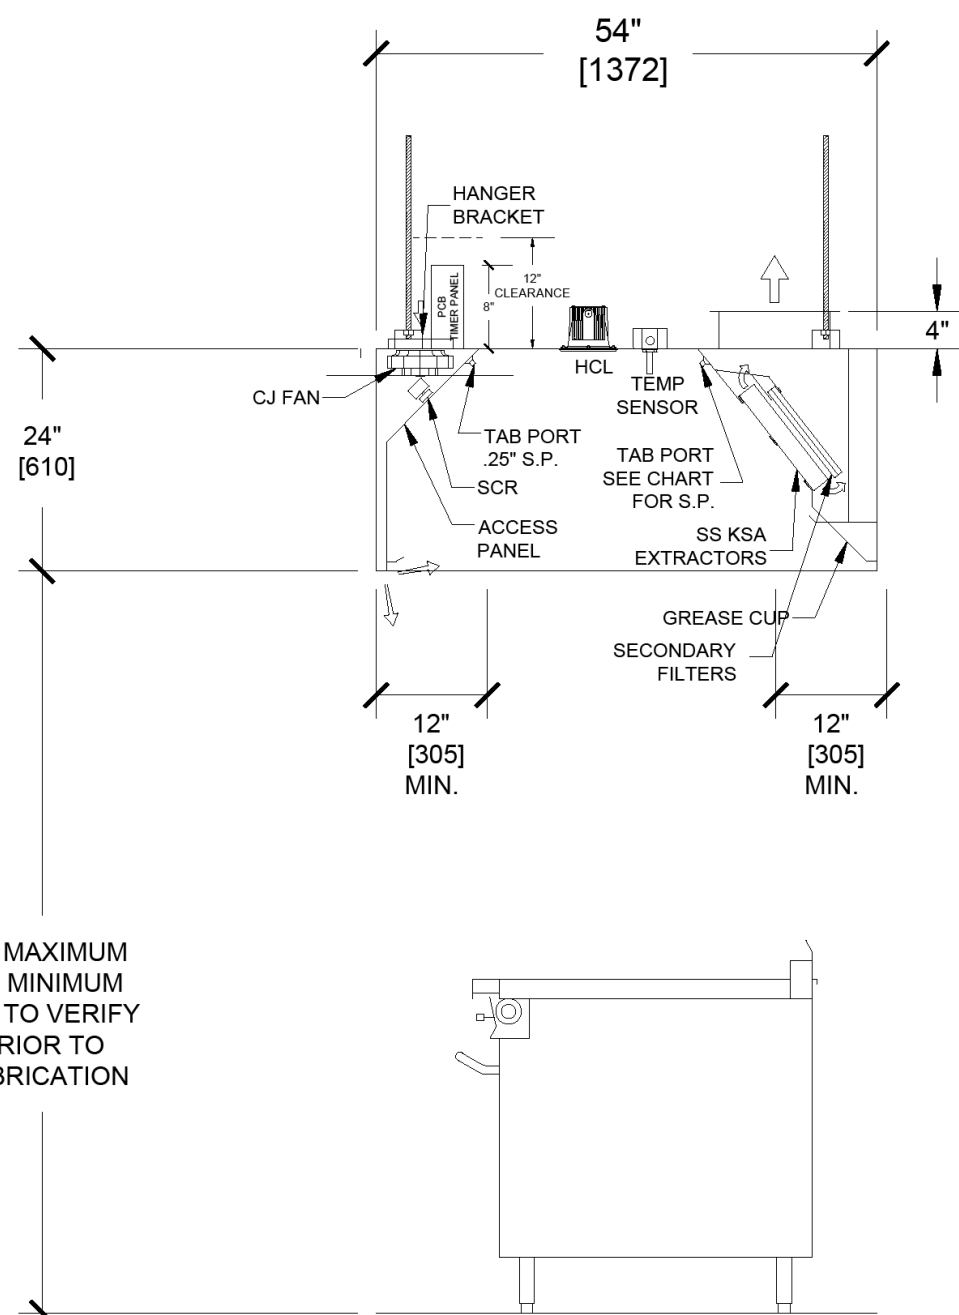 54"
[1372]
HANGER
BRACKET
12"
CLEARANCE
8"
PCB
TIMER PANEL
4"
HCL
TEMP
SENSOR
CJ FAN
24"
[610]
TAB PORT
.25" S.P.
SCR
ACCESS
PANEL
TAB PORT
SEE CHART
FOR S.P.
SS KSA
EXTRACTORS
GREASE CUP
SECONDARY
FILTERS
12"
[305]
MIN.
12"
[305]
MIN.
MAXIMUM
MINIMUM
TO VERIFY
RIOR TO
BRICATION